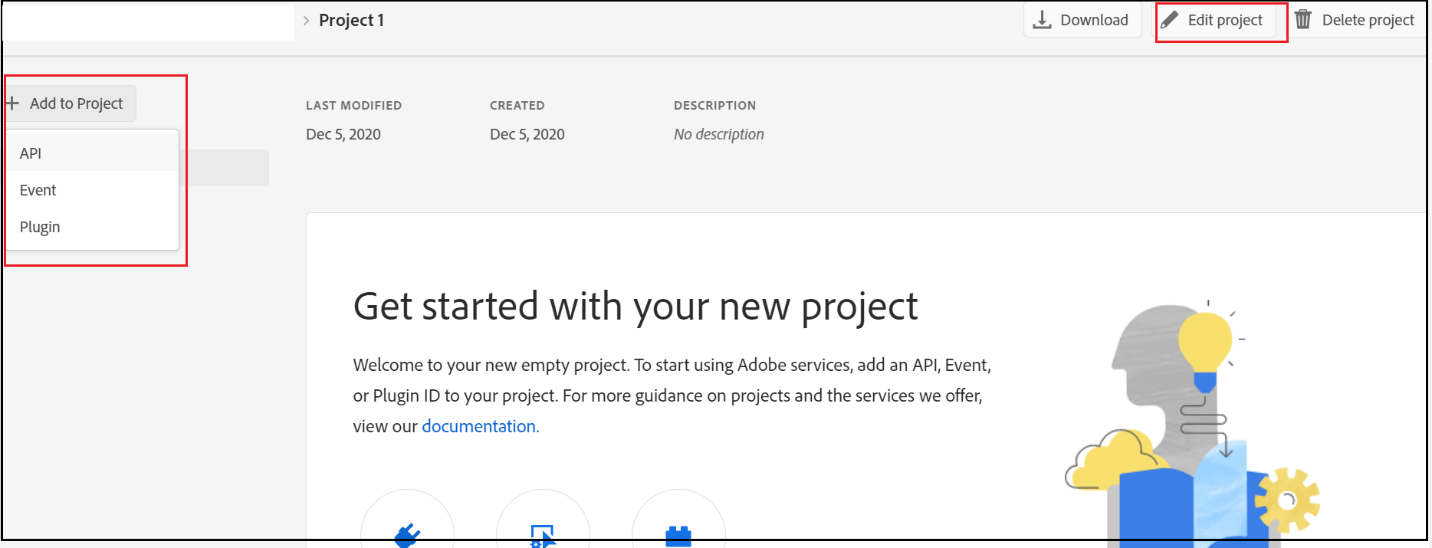 > Project 1
Download
Edit project
Delete project
+ Add to Project
API
Event
Plugin
LAST MODIFIED
Dec 5, 2020
CREATED
Dec 5, 2020
DESCRIPTION
No description
Get started with your new project
Welcome to your new empty project. To start using Adobe services, add an API, Event,
or Plugin ID to your project. For more guidance on projects and the services we offer,
view our documentation.